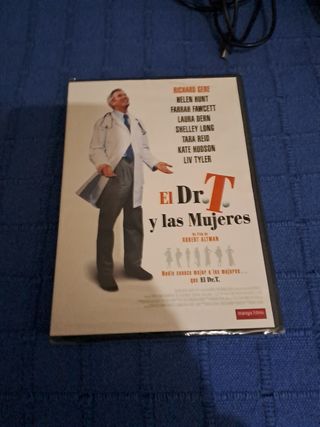 RICHARD GERE
HELEN HUNT
FARRAH FAWCETT
LAURA DERN
SHELLEY LONG
TARA REID
KATE HUDSON
LIV TYLER
El Dr. T.
y las Mujeres
Un film de
ROBERT ALTMAN
Nadie conoce mejor a las mujeres...
que El Dr.T.
manga films